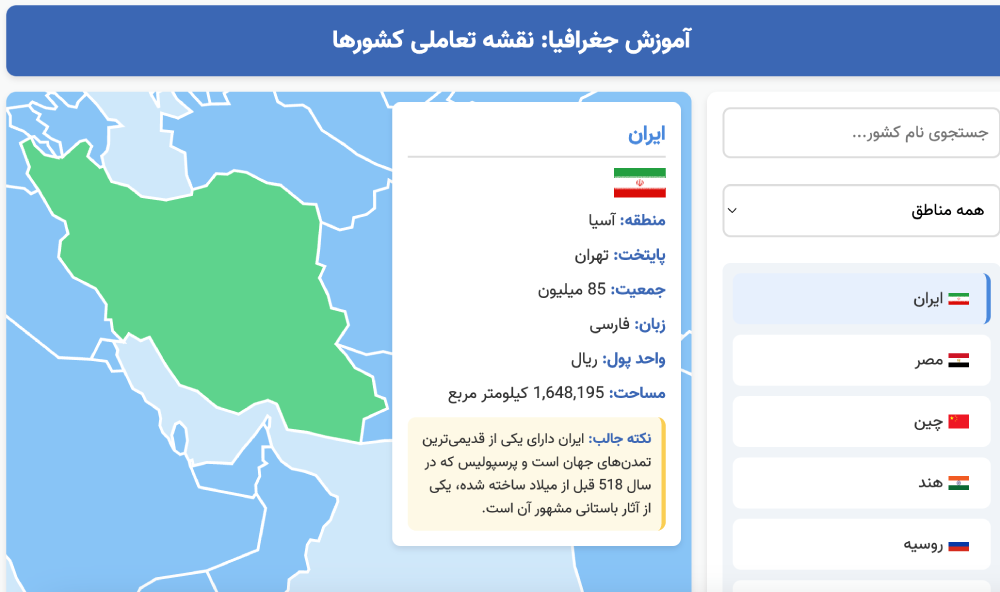 آموزش جغرافیا: نقشه تعاملی کشورها
جستجوی نام کشور...
همه مناطق
ایران
مصر
چین
هند
روسیه
ایران
منطقه: آسیا
پایتخت: تهران
جمعیت: 85 میلیون
زبان: فارسی
واحد پول: ریال
مساحت: 1,648,195 کیلومتر مربع
نکته جالب: ایران دارای یکی از قدیمی‌ترین
تمدن‌های جهان است و پرسپولیس که در
سال 518 قبل از میلاد ساخته شده، یکی
از آثار باستانی مشهور آن است.